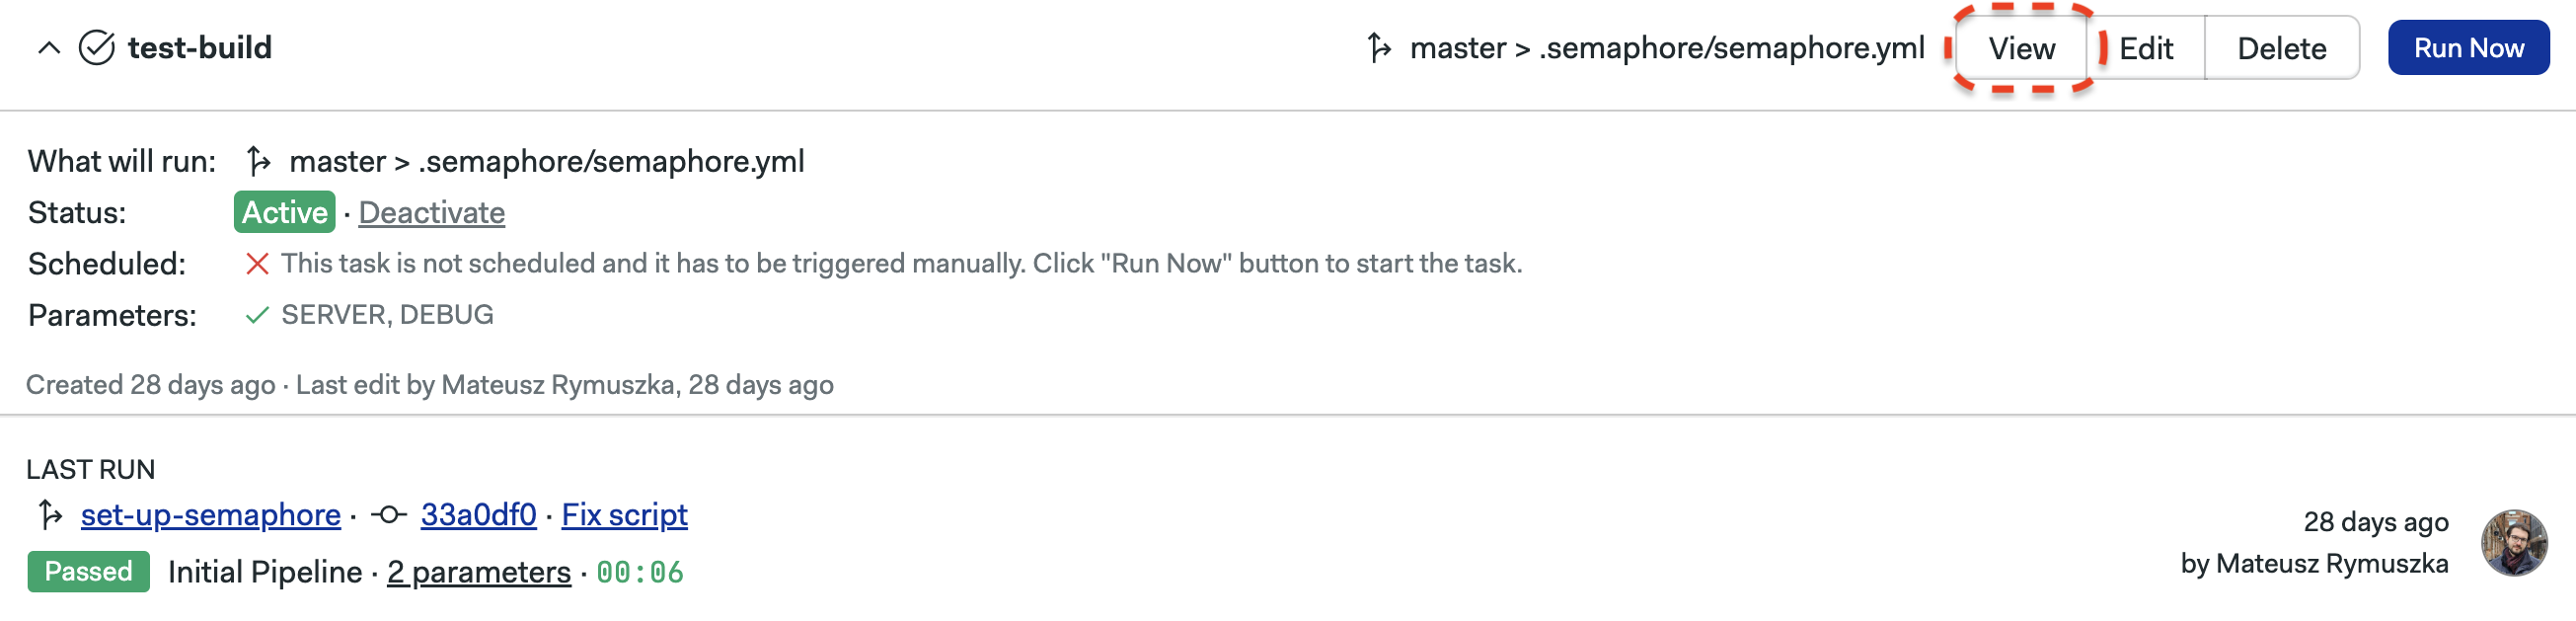 test-build master > .semaphore/semaphore.yml View Edit Delete Run Now
What will run: master > .semaphore/semaphore.yml
Status: Active · Deactivate
Scheduled: This task is not scheduled and it has to be triggered manually. Click "Run Now" button to start the task.
Parameters: SERVER, DEBUG
Created 28 days ago · Last edit by Mateusz Rymuszka, 28 days ago
LAST RUN
set-up-semaphore · 33a0df0 · Fix script
Passed Initial Pipeline · 2 parameters · 00:06
28 days ago
by Mateusz Rymuszka